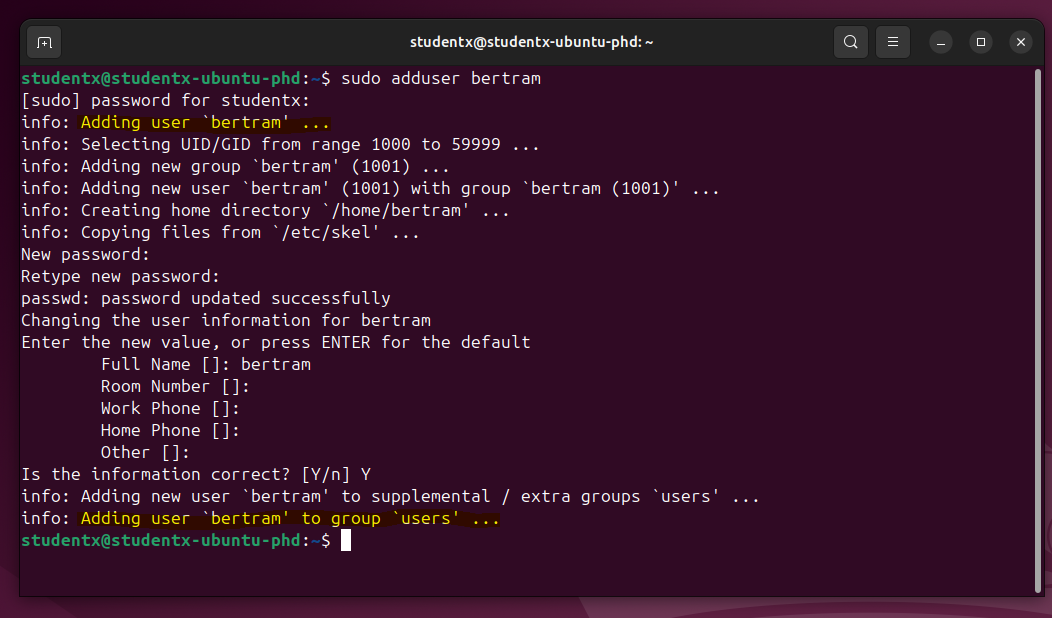 studentx@studentx-ubuntu-phd: ~
studentx@studentx-ubuntu-phd:~$ sudo adduser bertram
[sudo] password for studentx:
info: Adding user `bertram' ...
info: Selecting UID/GID from range 1000 to 59999 ...
info: Adding new group `bertram' (1001) ...
info: Adding new user `bertram' (1001) with group `bertram (1001)' ...
info: Creating home directory `/home/bertram' ...
info: Copying files from `/etc/skel' ...
New password:
Retype new password:
passwd: password updated successfully
Changing the user information for bertram
Enter the new value, or press ENTER for the default
        Full Name []: bertram
        Room Number []:
        Work Phone []:
        Home Phone []:
        Other []:
Is the information correct? [Y/n] Y
info: Adding new user `bertram' to supplemental / extra groups `users' ...
info: Adding user `bertram' to group `users' ...
studentx@studentx-ubuntu-phd:~$